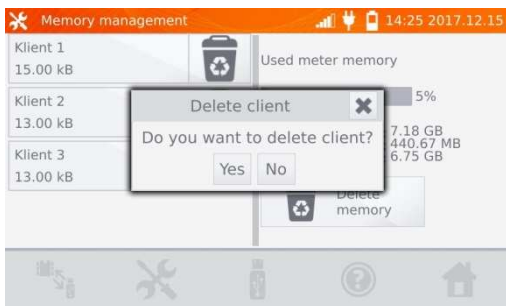 Memory management
14:25 2017.12.15
Klient 1
15.00 kB
Klient 2
13.00 kB
Klient 3
13.00 kB
Used meter memory
5%
7.18 GB
440.67 MB
6.75 GB
Delete client
Do you want to delete client?
Yes No
Delete
memory